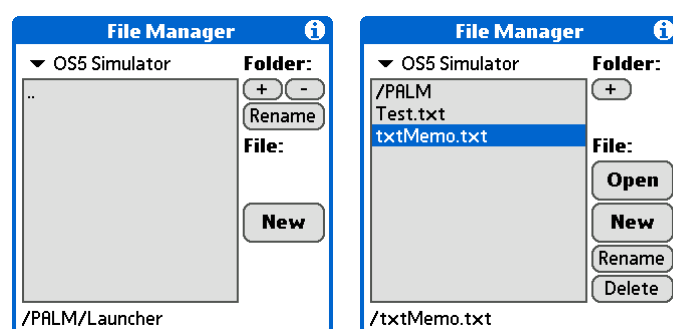 File Manager
OS5 Simulator
Folder:
..
+ -
Rename
File:
New
/PALM/Launcher
File Manager
OS5 Simulator
Folder:
/PALM
+
Test.txt
txtMemo.txt
File:
Open
New
Rename
Delete
/txtMemo.txt